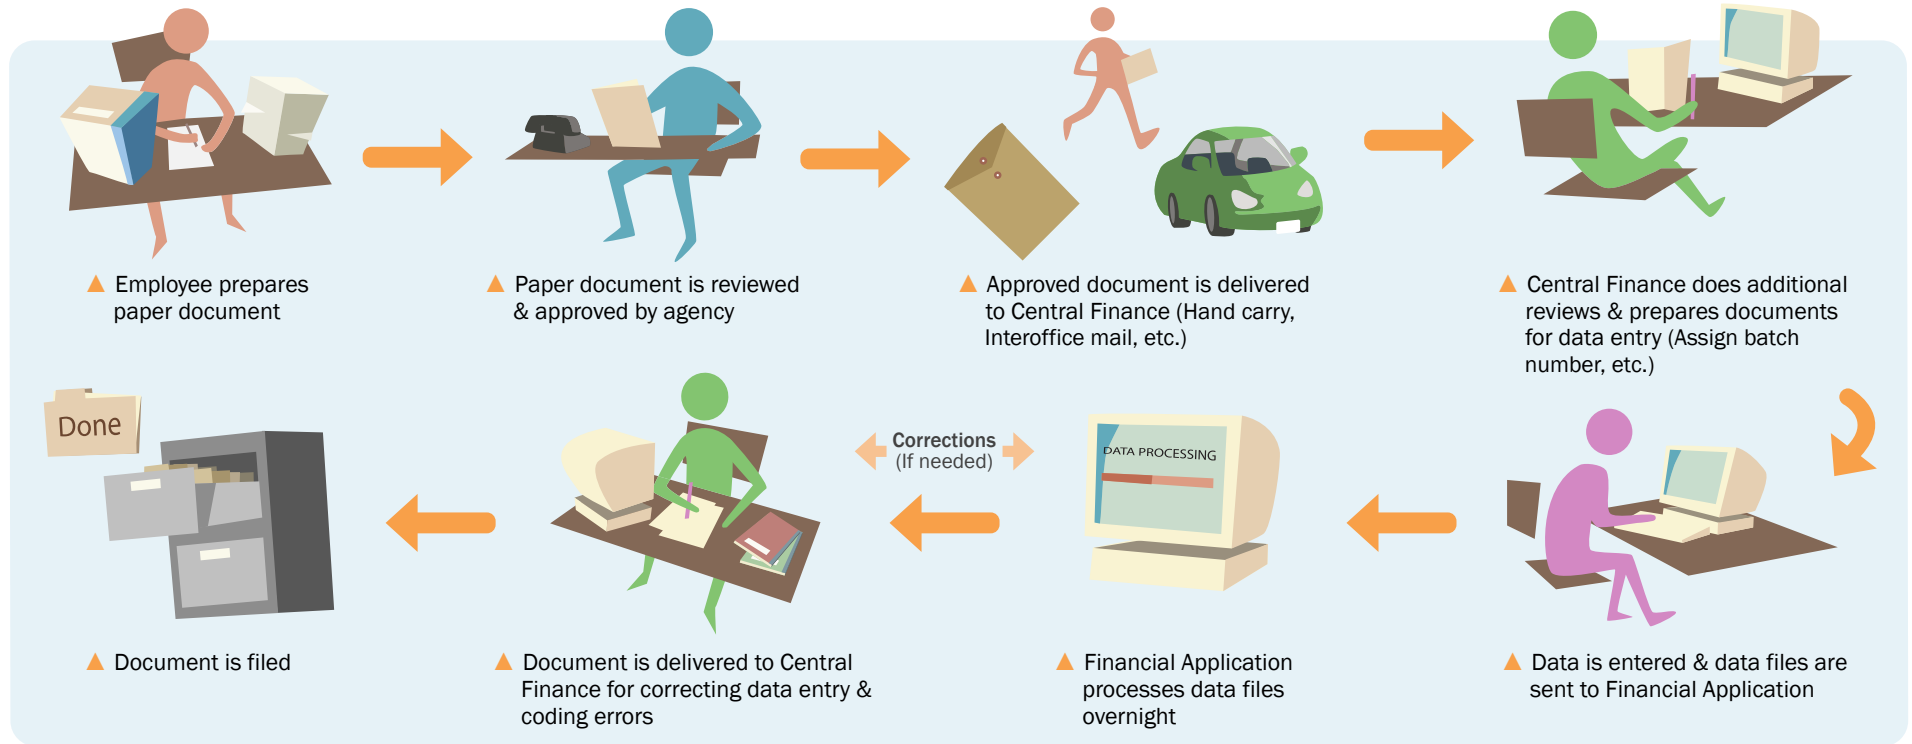 Employee prepares
paper document
Paper document is reviewed
& approved by agency
Approved document is delivered
to Central Finance (Hand carry,
Interoffice mail, etc.)
Central Finance does additional
reviews & prepares documents
for data entry (Assign batch
number, etc.)
Data is entered & data files are
sent to Financial Application
DATA PROCESSING
Financial Application
processes data files
overnight
Corrections
(If needed)
Document is delivered to Central
Finance for correcting data entry &
coding errors
Done
Document is filed